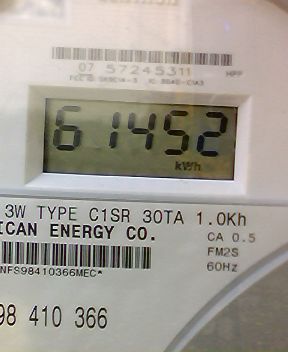 07 57245311 HPP
61452
kWh
3W TYPE C1SR 30TA 1.0Kh
ICAN ENERGY CO.
CA 0.5
FM2S
60HZ
NFS98410366MEC*
98 410 366